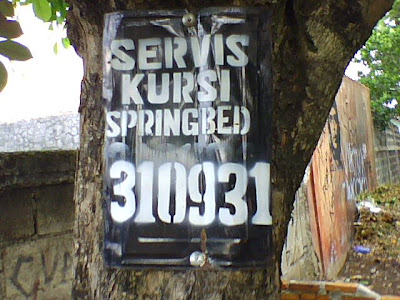 SERVIS
KURSI
SPRINGBED
310931